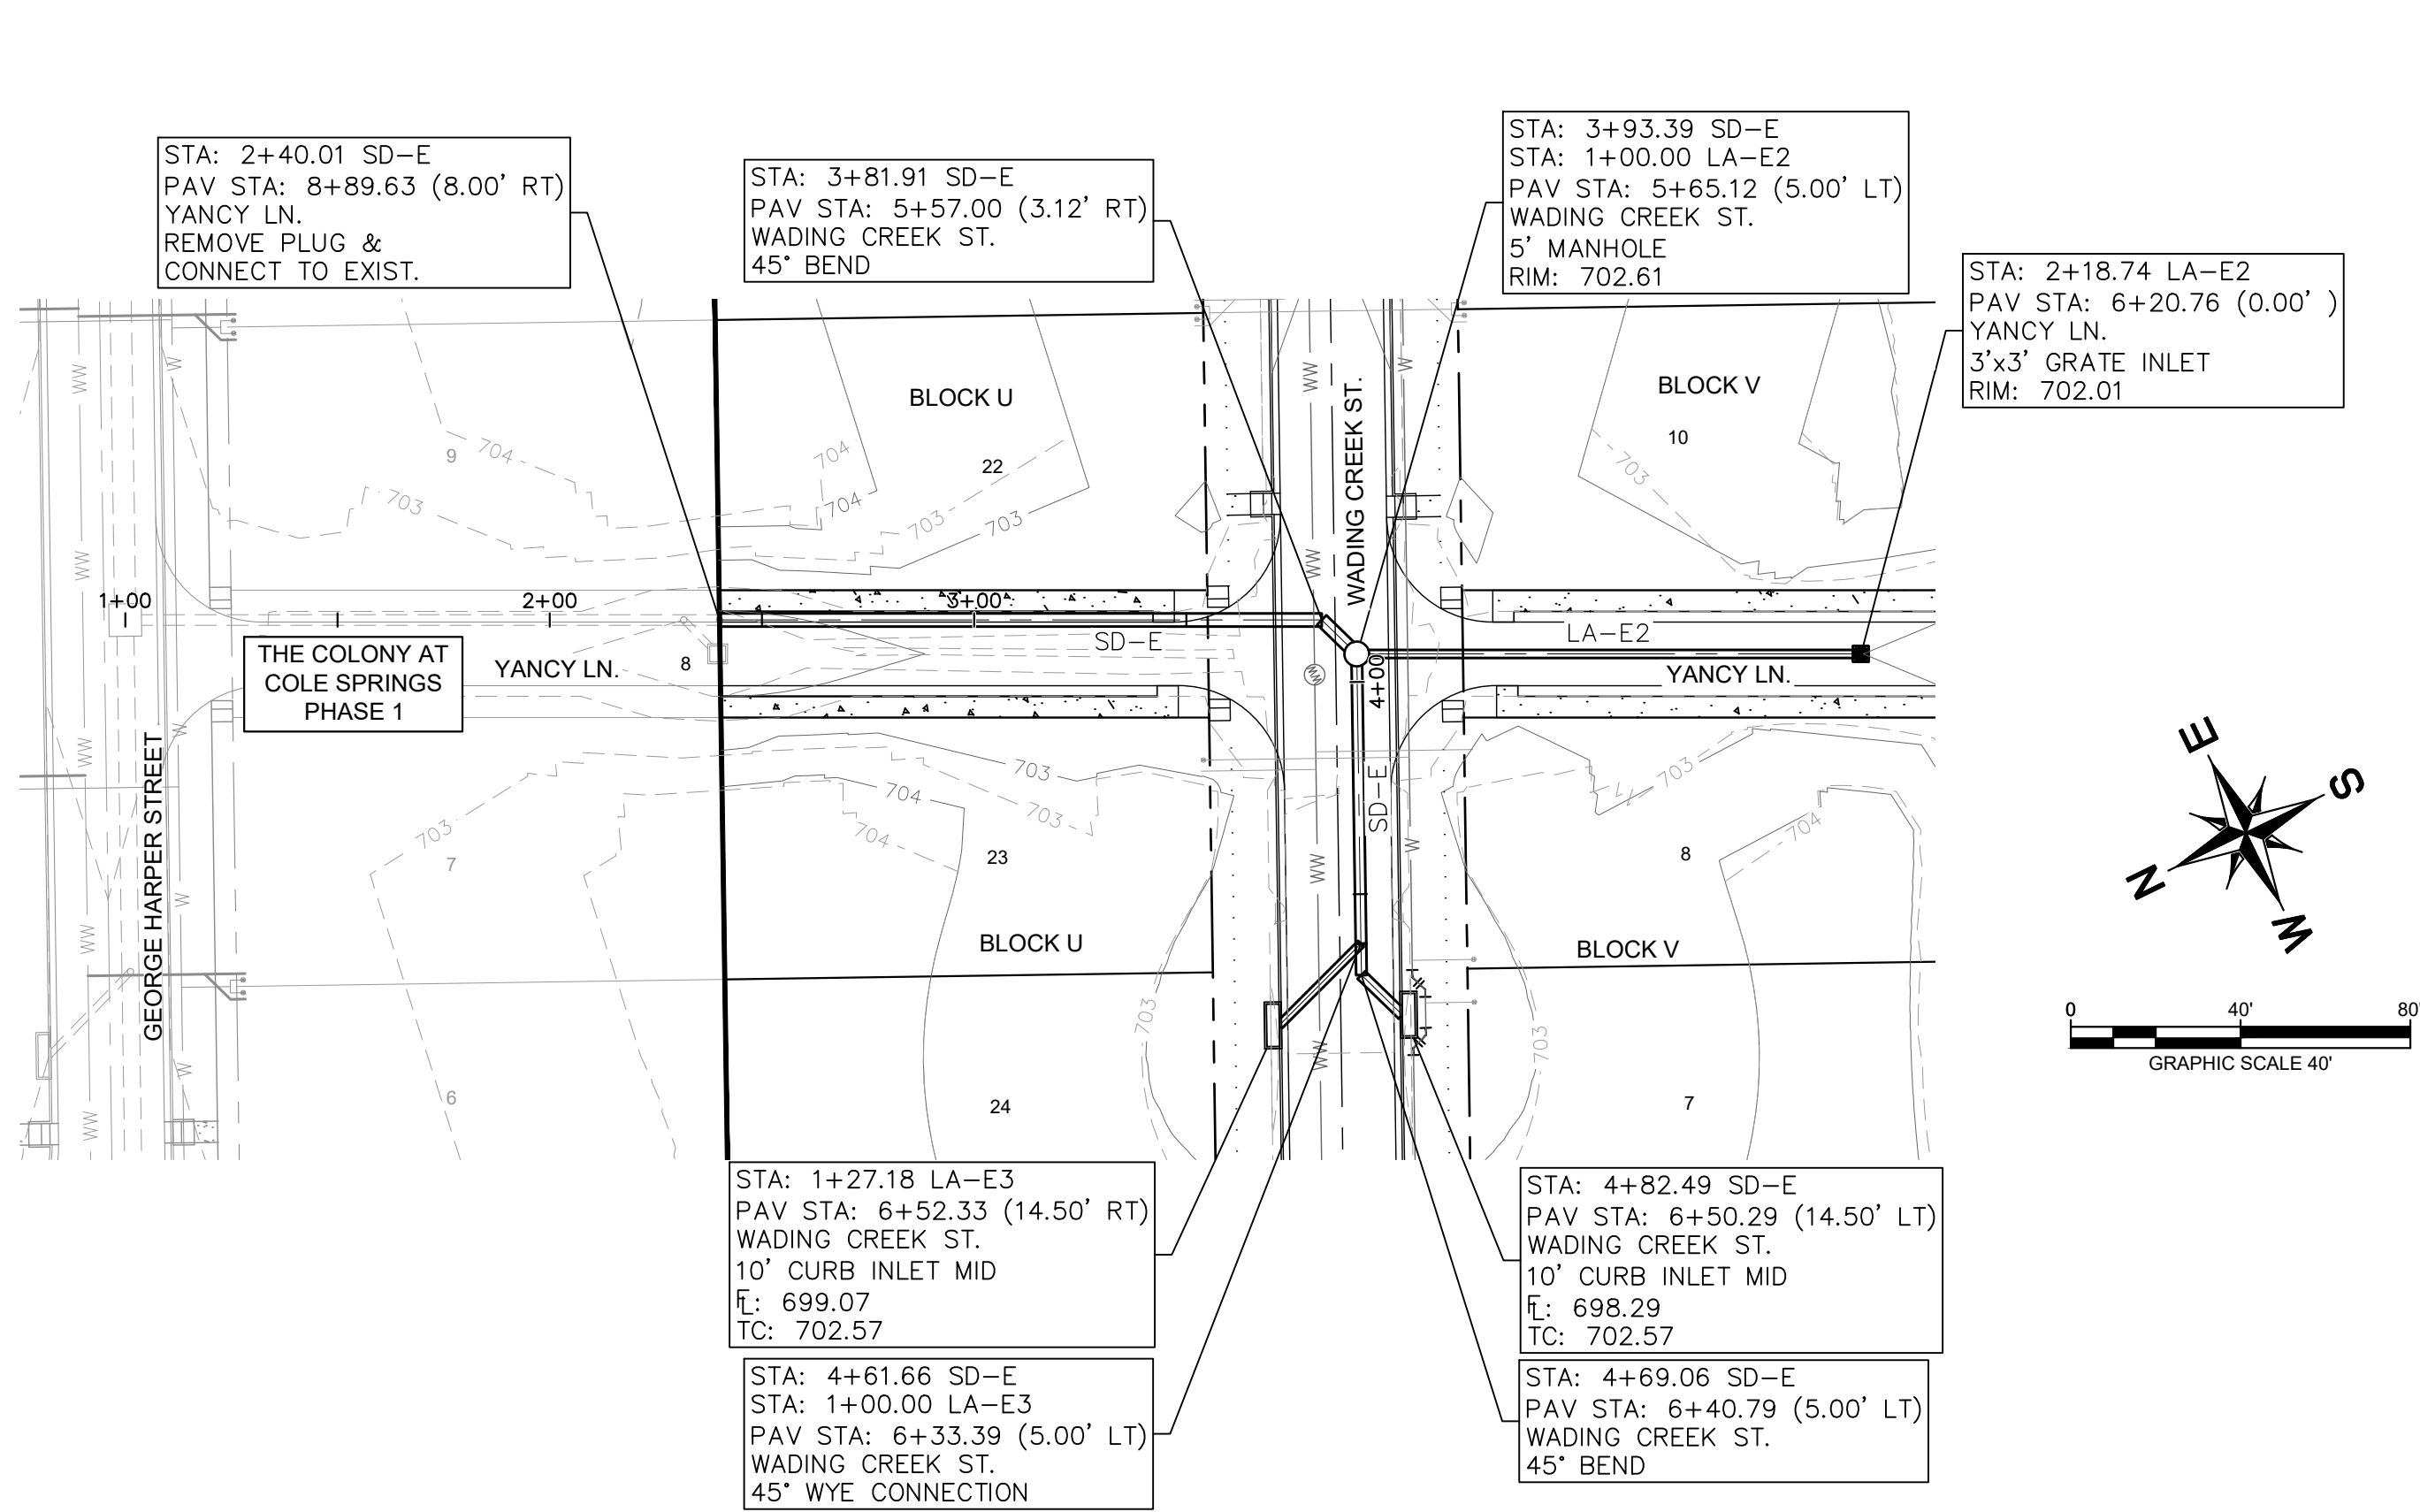 STA: 2+40.01 SD-E
PAV STA: 8+89.63 (8.00' RT)
YANCY LN.
REMOVE PLUG &
CONNECT TO EXIST.
STA: 3+81.91 SD-E
PAV STA: 5+57.00 (3.12' RT)
WADING CREEK ST.
45° BEND
STA: 3+93.39 SD-E
STA: 1+00.00 LA-E2
PAV STA: 5+65.12 (5.00' LT)
WADING CREEK ST.
5' MANHOLE
RIM: 702.61
STA: 2+18.74 LA-E2
PAV STA: 6+20.76 (0.00' )
YANCY LN.
3'x3' GRATE INLET
RIM: 702.01
BLOCK U
BLOCK V
WADING CREEK ST.
9
704
703
704
704
22
703
703
10
703
W
WW
WW
W
WW
WW
1+00
2+00
3+00
SD-E
LA-E2
THE COLONY AT
COLE SPRINGS
PHASE 1
YANCY LN.
8
YANCY LN.
4+00
WW
GEORGE HARPER STREET
SD-E
703
704
703
704
703
703
704
7
23
8
W
WW
WW
W
W
WW
BLOCK U
BLOCK V
703
703
6
24
7
W
WW
WW
E
S
N
W
0
40'
80'
GRAPHIC SCALE 40'
STA: 1+27.18 LA-E3
PAV STA: 6+52.33 (14.50' RT)
WADING CREEK ST.
10' CURB INLET MID
FL: 699.07
TC: 702.57
STA: 4+82.49 SD-E
PAV STA: 6+50.29 (14.50' LT)
WADING CREEK ST.
10' CURB INLET MID
FL: 698.29
TC: 702.57
STA: 4+61.66 SD-E
STA: 1+00.00 LA-E3
PAV STA: 6+33.39 (5.00' LT)
WADING CREEK ST.
45° WYE CONNECTION
STA: 4+69.06 SD-E
PAV STA: 6+40.79 (5.00' LT)
WADING CREEK ST.
45° BEND